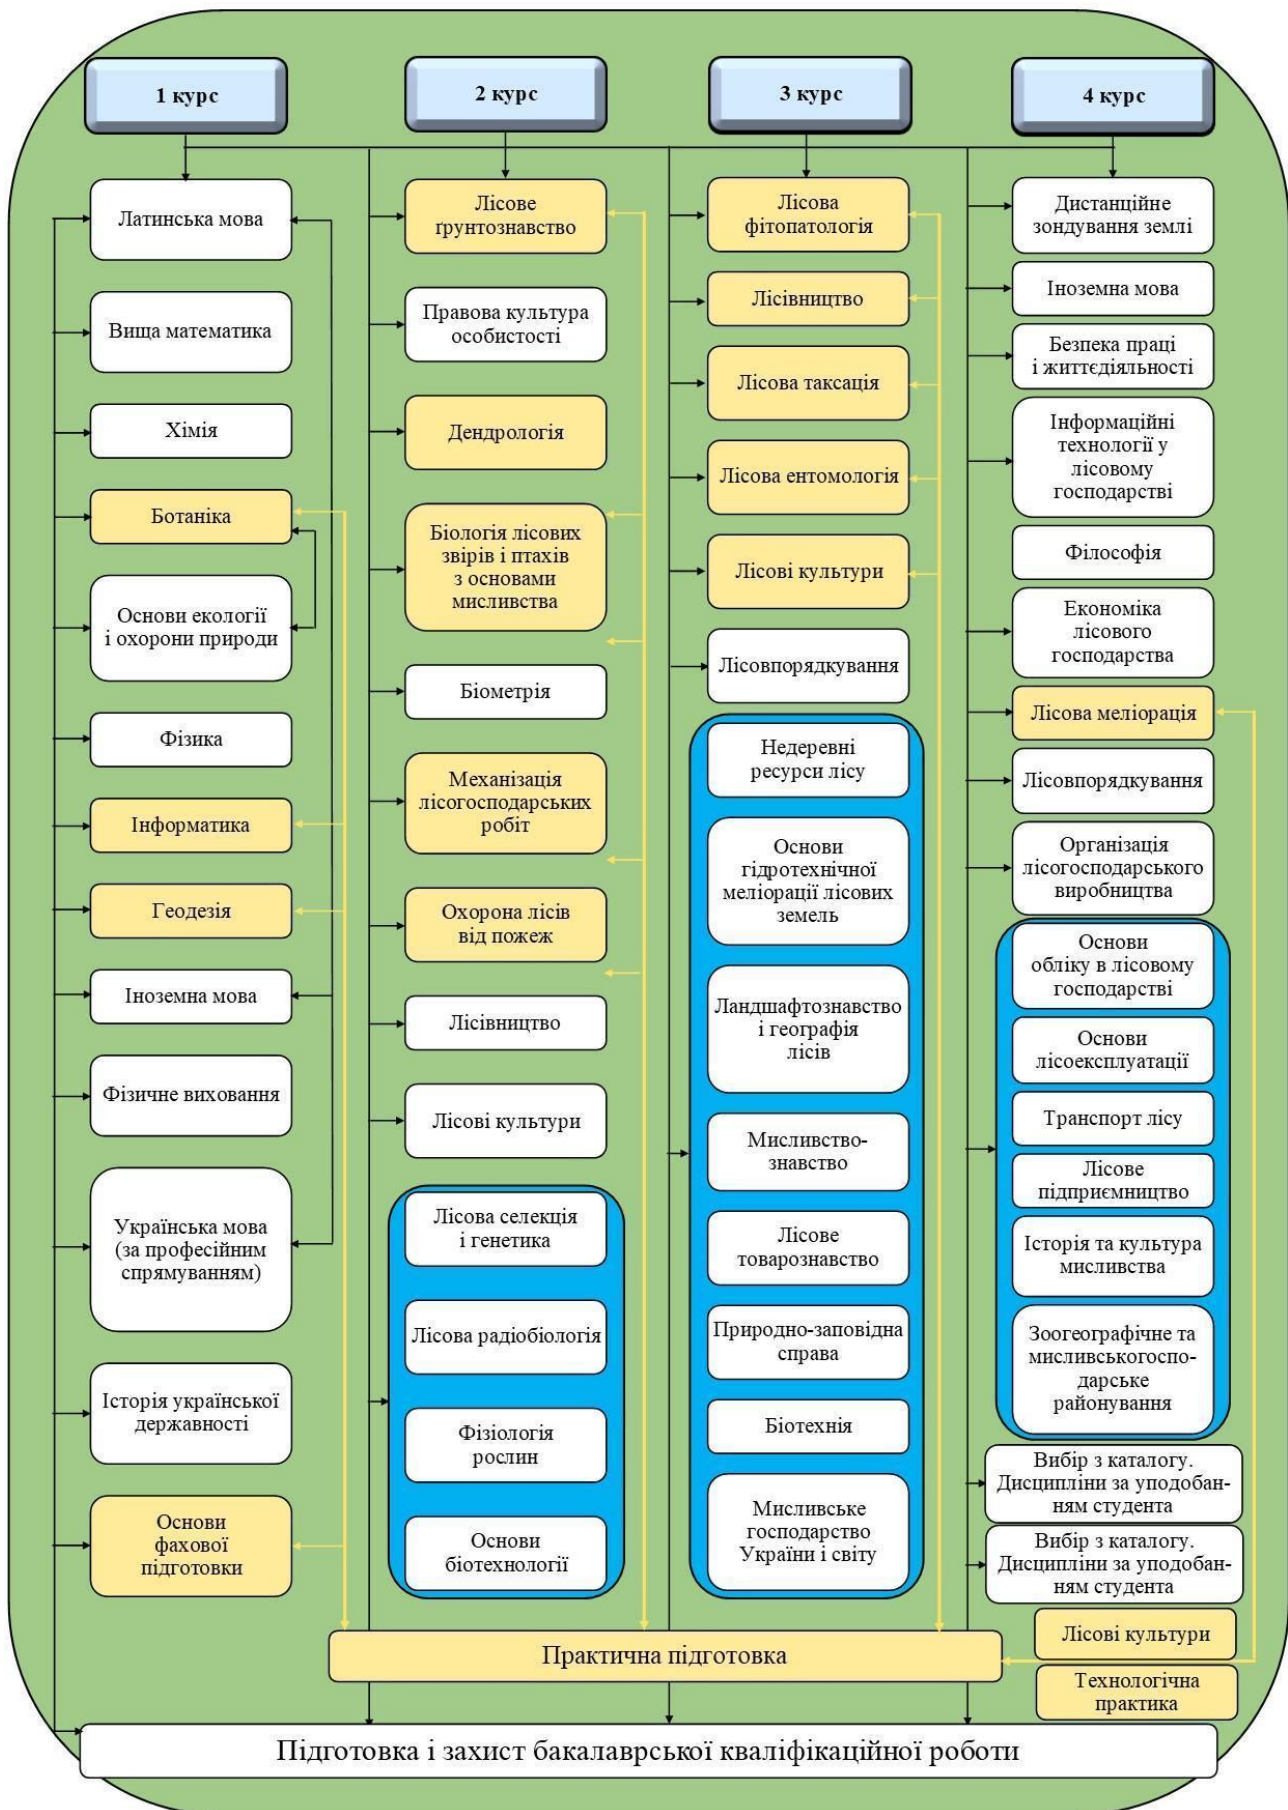 1 курс
2 курс
3 курс
4 курс
Латинська мова
Вища математика
Хімія
Ботаніка
Основи екології
і охорони природи
Фізика
Інформатика
Геодезія
Іноземна мова
Фізичне виховання
Українська мова
(за професійним
спрямуванням)
Історія української
державності
Основи
фахової
підготовки
Лісове
ґрунтознавство
Правова культура
особистості
Дендрологія
Біологія лісових
звірів і птахів
з основами
мисливства
Біометрія
Механізація
лісогосподарських
робіт
Охорона лісів
від пожеж
Лісівництво
Лісові культури
Лісова селекція
і генетика
Лісова радіобіологія
Фізіологія
рослин
Основи
біотехнології
Лісова
фітопатологія
Лісівництво
Лісова таксація
Лісова ентомологія
Лісові культури
Лісовпорядкування
Недеревні
ресурси лісу
Основи
гідротехнічної
меліорації лісових
земель
Ландшафтознавство
і географія
лісів
Мисливство-
знавство
Лісове
товарознавство
Природно-заповідна
справа
Біотехнія
Мисливське
господарство
України і світу
Дистанційне
зондування землі
Іноземна мова
Безпека праці
і життєдіяльності
Інформаційні
технології у
лісовому
господарстві
Філософія
Економіка
лісового
господарства
Лісова меліорація
Лісовпорядкування
Організація
лісогосподарського
виробництва
Основи
обліку в лісовому
господарстві
Основи
лісоексплуатації
Транспорт лісу
Лісове
підприємництво
Історія та культура
мисливства
Зоогеографічне та
мисливськогоспо-
дарське
районування
Вибір з каталогу.
Дисципліни за уподобан-
ням студента
Вибір з каталогу.
Дисципліни за уподобан-
ням студента
Лісові культури
Технологічна
практика
Практична підготовка
Підготовка і захист бакалаврської кваліфікаційної роботи